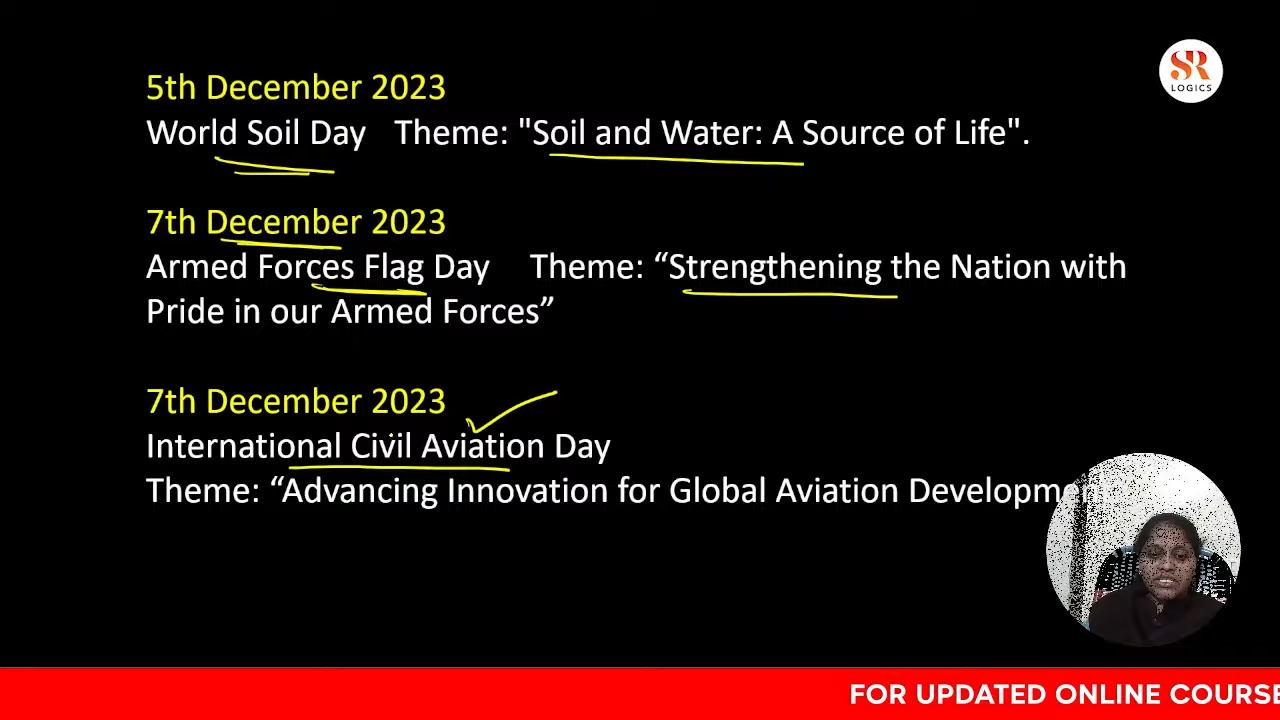 5th December 2023
World Soil Day Theme: "Soil and Water: A Source of Life".
7th December 2023
Armed Forces Flag Day Theme: “Strengthening the Nation with
Pride in our Armed Forces”
7th December 2023
International Civil Aviation Day
Theme: “Advancing Innovation for Global Aviation
SR
LOGICS
FOR UPDATED ONLINE